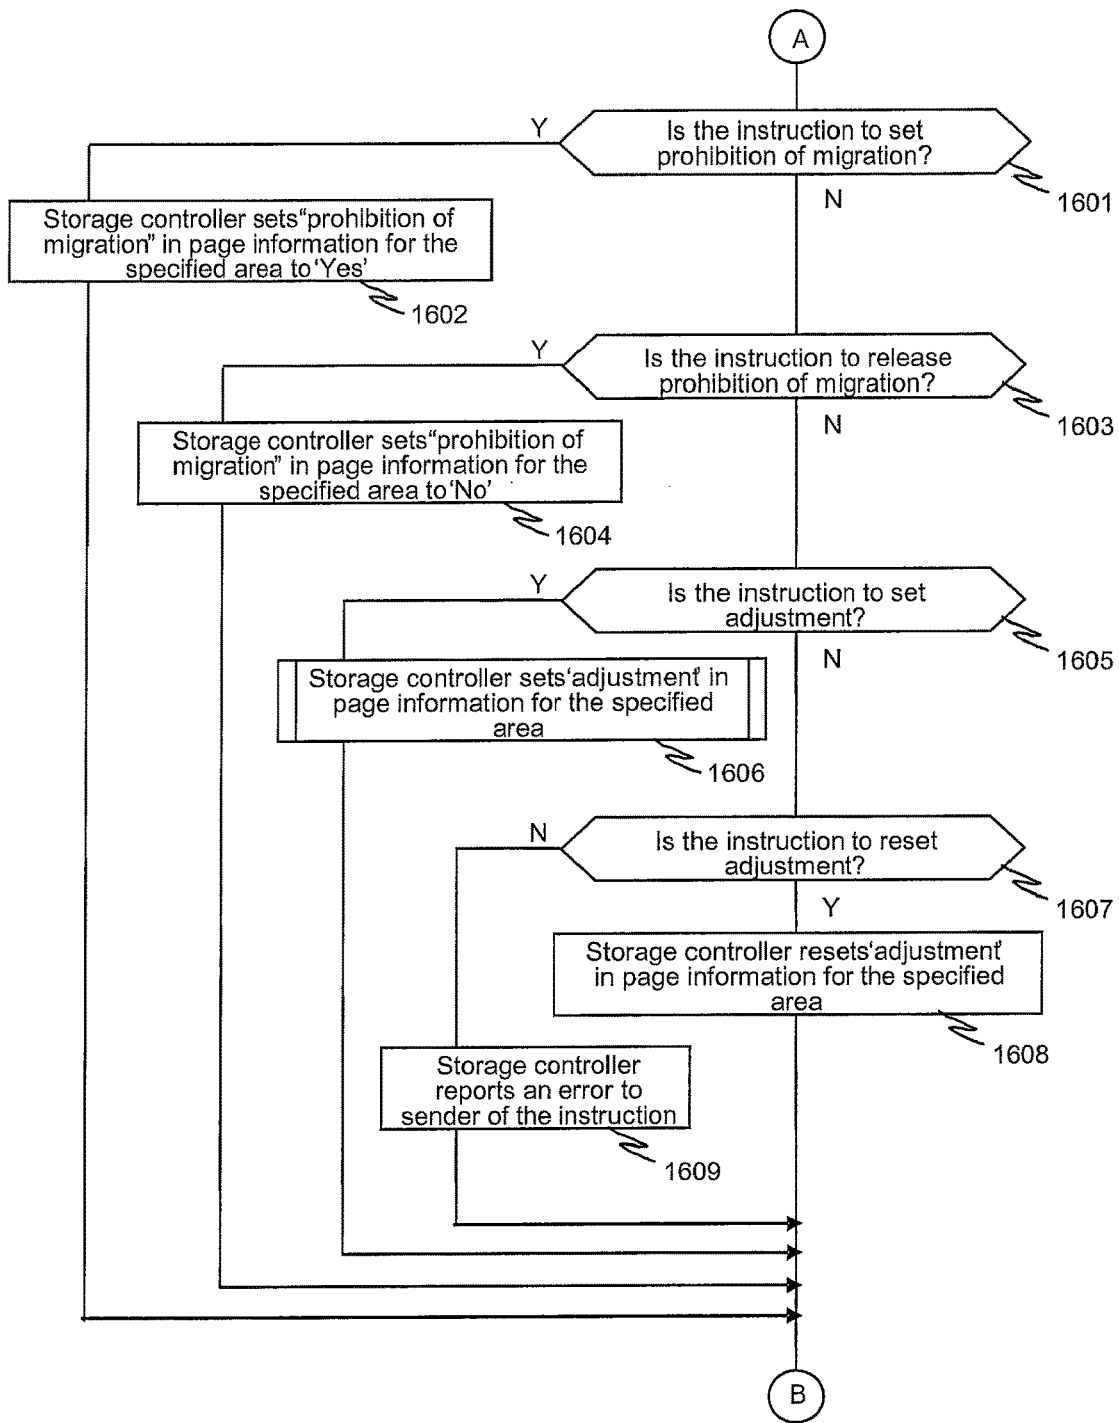 A
Y
Is the instruction to set
prohibition of migration?
N
1601
Storage controller sets“prohibition of
migration” in page information for the
specified area to‘Yes’
1602
Y
Is the instruction to release
prohibition of migration?
N
1603
Storage controller sets“prohibition of
migration” in page information for the
specified area to‘No’
1604
Y
Is the instruction to set
adjustment?
N
1605
Storage controller sets‘adjustment’ in
page information for the specified
area
1606
N
Is the instruction to reset
adjustment?
Y
1607
Storage controller resets‘adjustment’
in page information for the specified
area
1608
Storage controller
reports an error to
sender of the instruction
1609
B